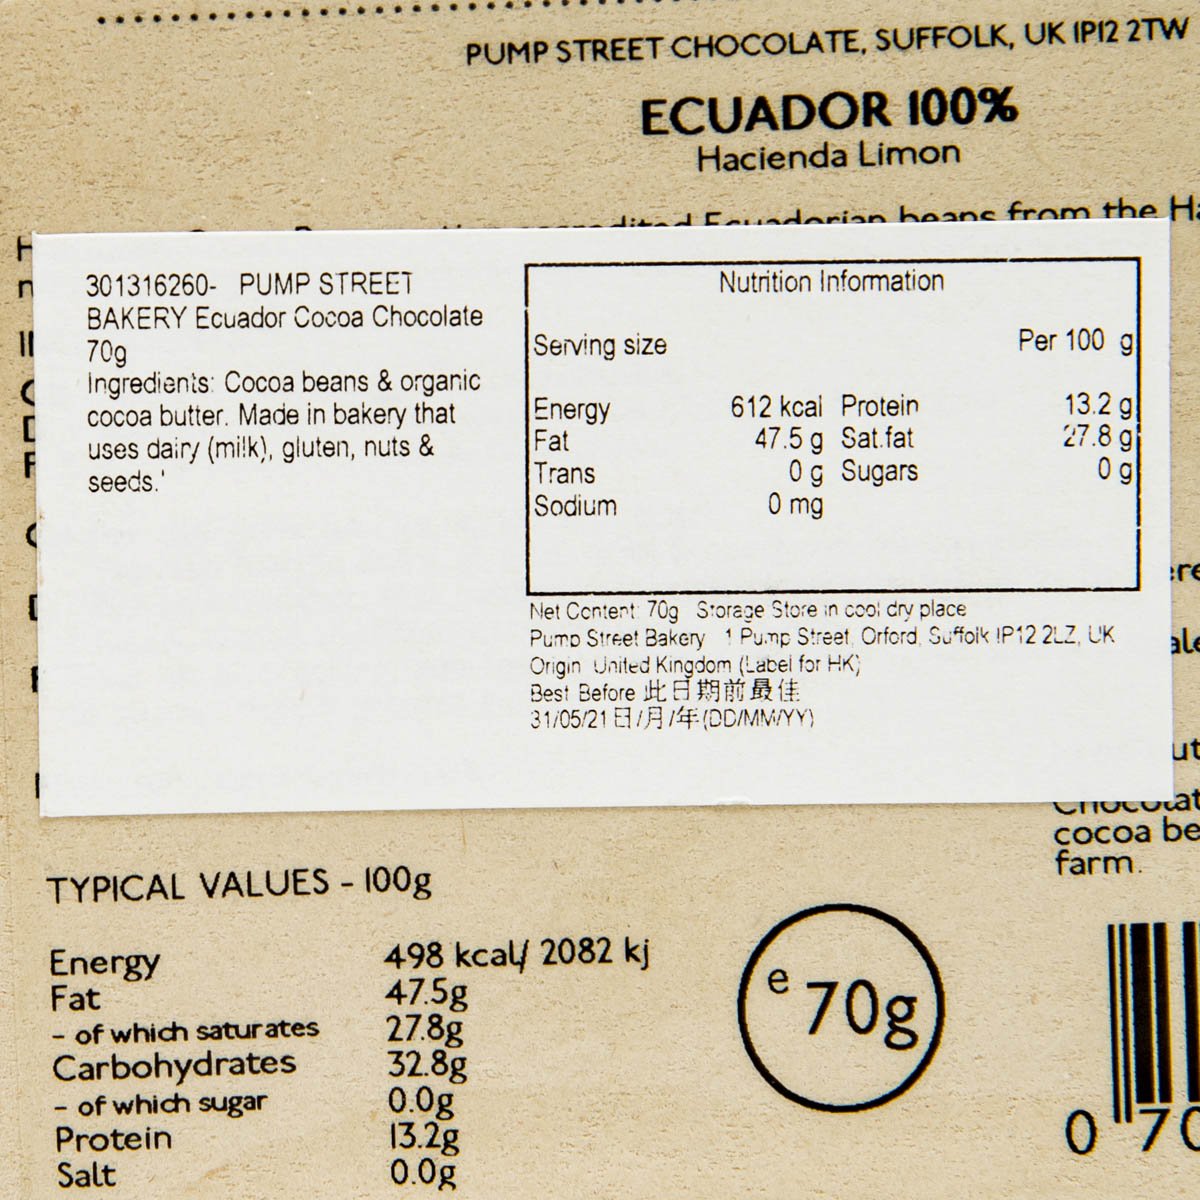 PUMP STREET CHOCOLATE, SUFFOLK, UK IP12 2TW
ECUADOR 100%
Hacienda Limon
Ecuadorian beans from the
301316260- PUMP STREET
BAKERY Ecuador Cocoa Chocolate
70g
Ingredients: Cocoa beans & organic
cocoa butter. Made in bakery that
uses dairy (milk), gluten, nuts &
seeds.'
Nutrition Information
Serving size Per 100 g
Energy 612 kcal Protein 13.2 g
Fat 47.5 g Sat.fat 27.8 g
Trans 0 g Sugars 0 g
Sodium 0 mg
Net Content: 70g Storage Store in cool dry place
Pump Street Bakery 1 Pump Street, Orford, Suffolk IP12 2LZ, UK
Origin United Kingdom (Label for HK)
Best Before 此日期前最佳
31/05/21 日/月/年(DD/MM/YY)
cocoa be
farm.
TYPICAL VALUES - 100g
Energy 498 kcal/ 2082 kj
Fat 47.5g
- of which saturates 27.8g
Carbohydrates 32.8g
- of which sugar 0.0g
Protein 13.2g
Salt 0.0g
e 70g
0 70